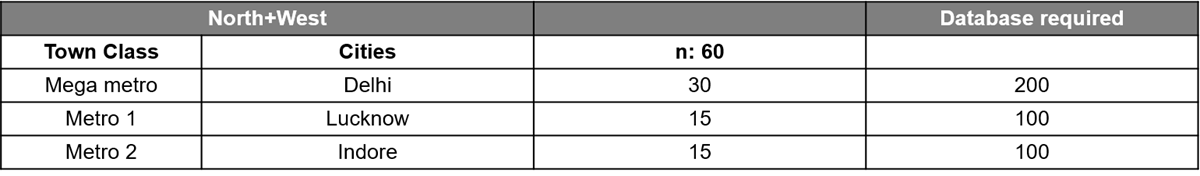 North+West Database required
Town Class Cities n: 60
Mega metro Delhi 30 200
Metro 1 Lucknow 15 100
Metro 2 Indore 15 100